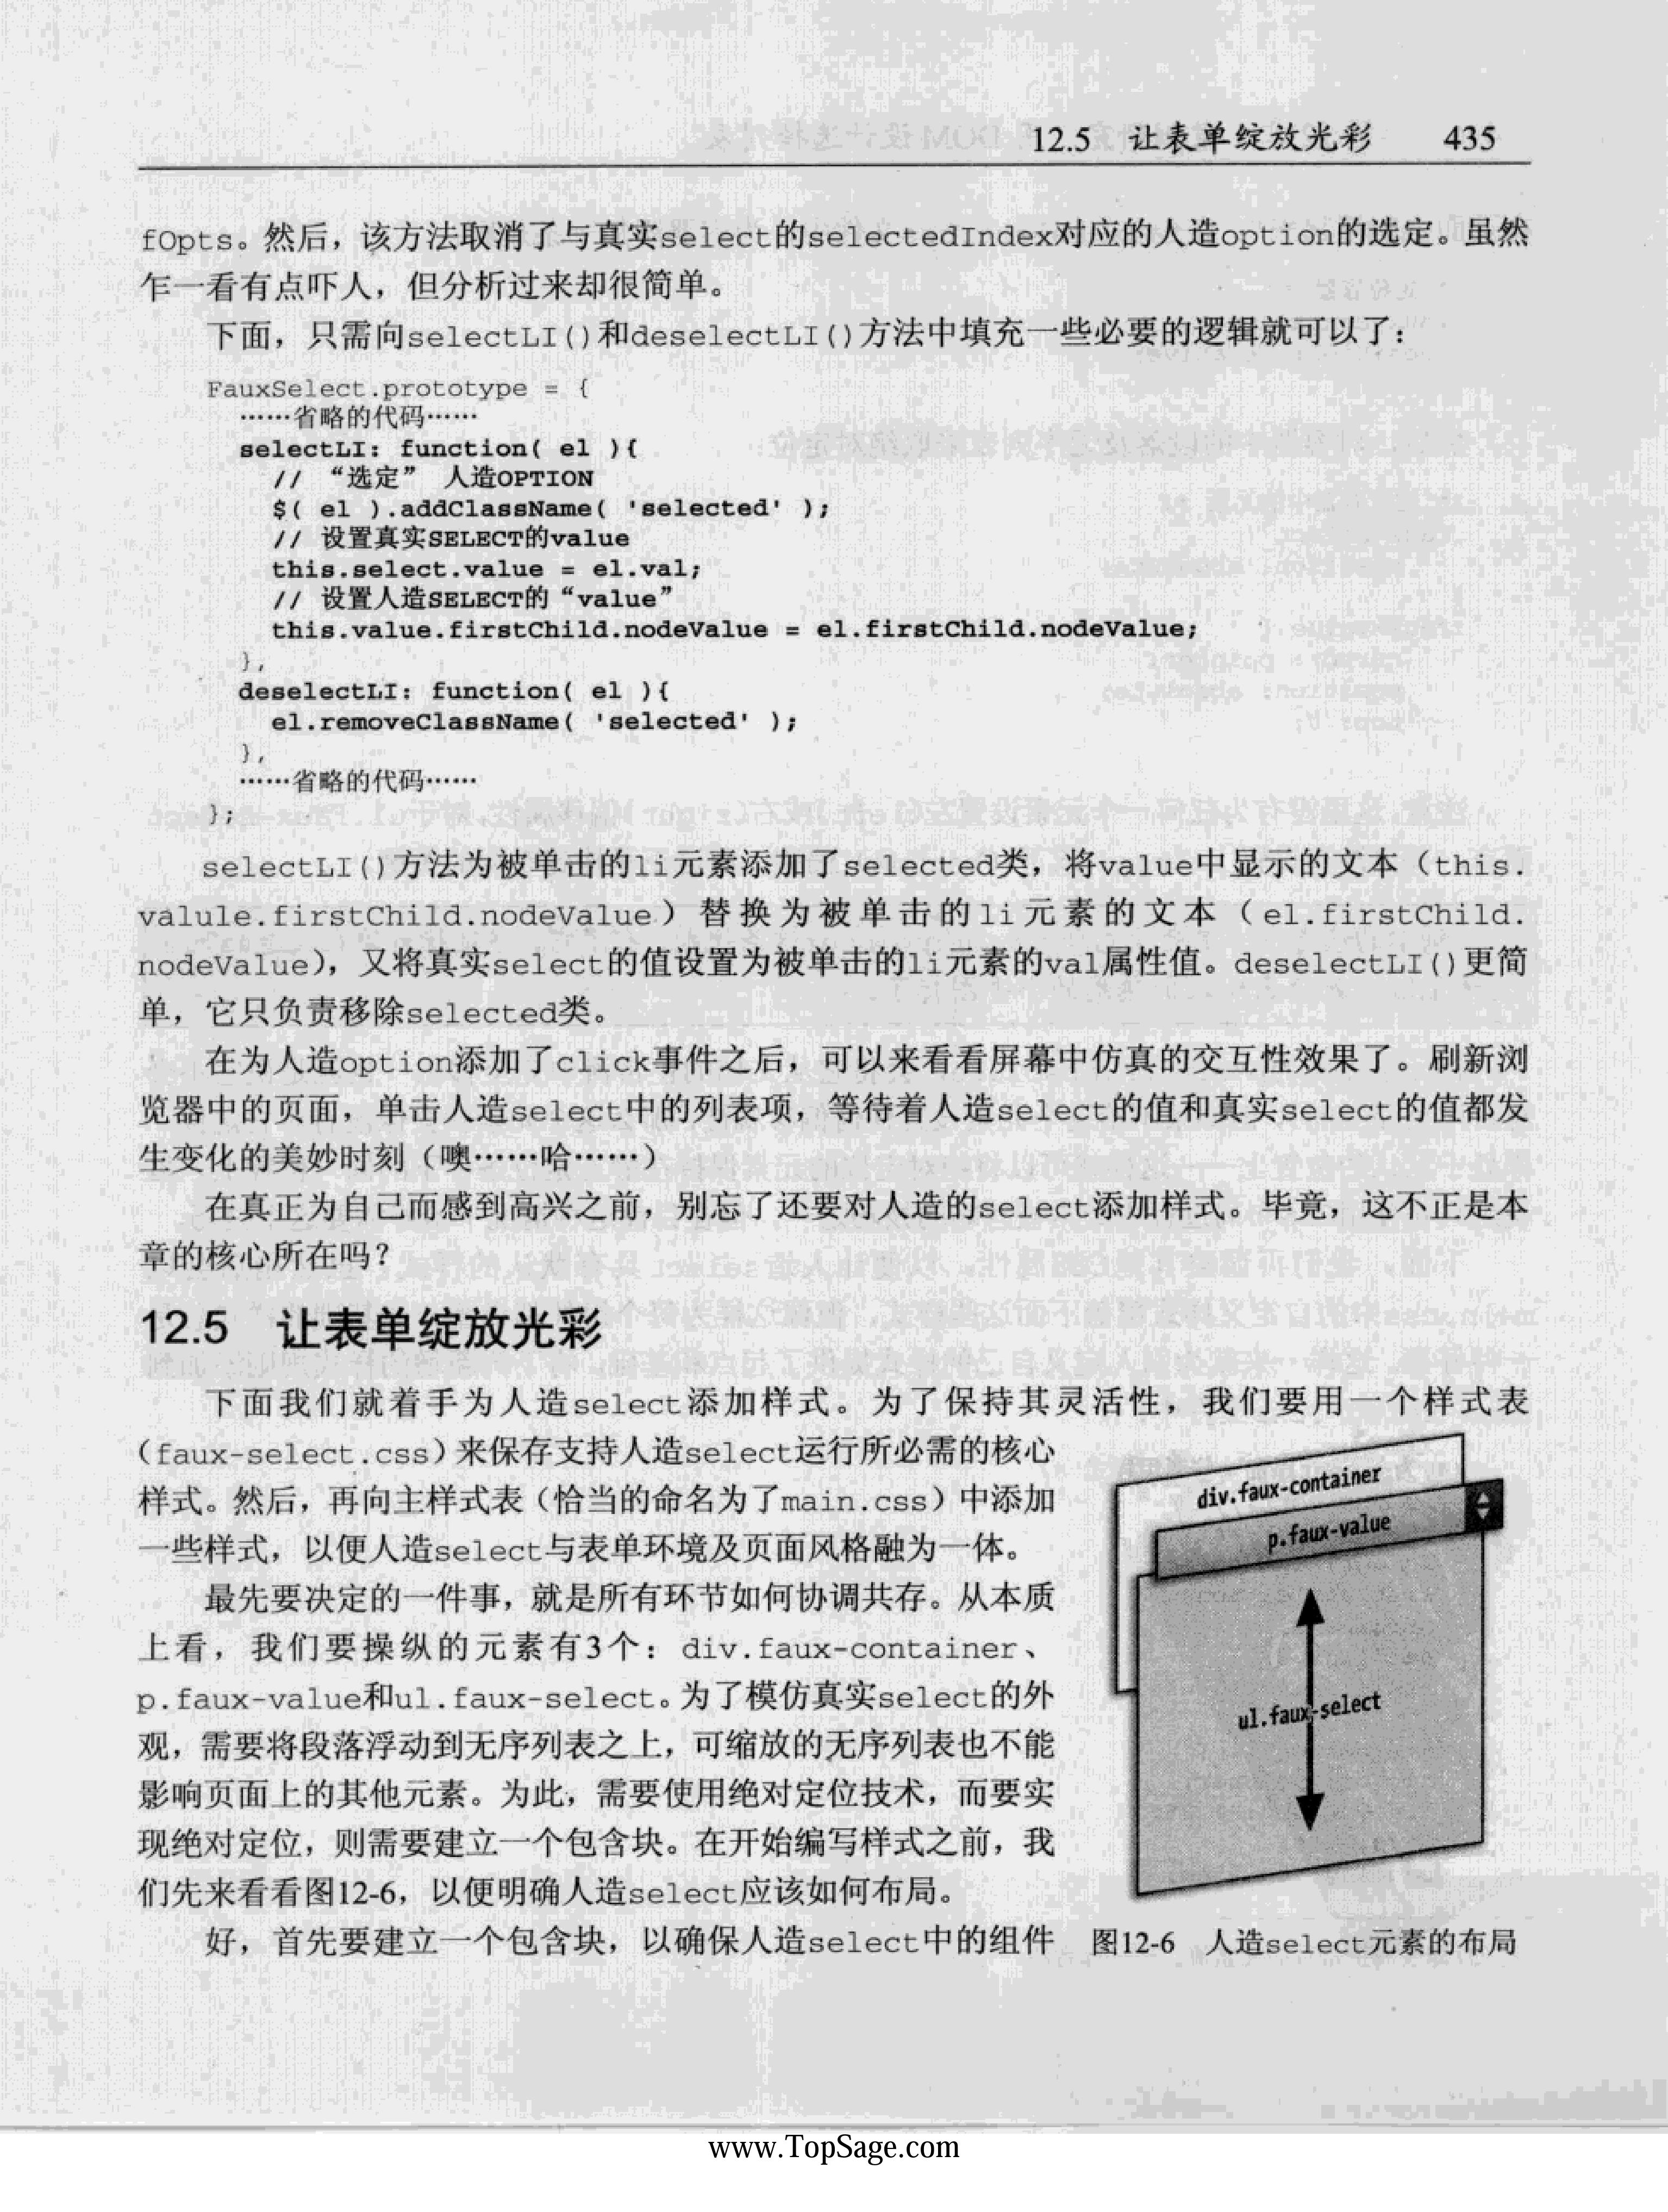 12.5 让表单绽放光彩 435
fOpts。然后，该方法取消了与真实select的selectedIndex对应的人造option的选定。虽然
乍一看有点吓人，但分析过来却很简单。
下面，只需向selectLI()和deselectLI()方法中填充一些必要的逻辑就可以了：
FauxSelect.prototype = {
……省略的代码……
selectLI: function( el ){
// “选定” 人造OPTION
$( el ).addClassName( 'selected' );
// 设置真实SELECT的value
this.select.value = el.val;
// 设置人造SELECT的“value”
this.value.firstChild.nodeValue = el.firstChild.nodeValue;
},
deselectLI: function( el ){
el.removeClassName( 'selected' );
},
……省略的代码……
};
selectLI()方法为被单击的li元素添加了selected类，将value中显示的文本（this.
valule.firstChild.nodeValue）替换为被单击的li元素的文本（el.firstChild.
nodeValue），又将真实select的值设置为被单击的li元素的val属性值。deselectLI()更简
单，它只负责移除selected类。
在为人造option添加了click事件之后，可以来看看屏幕中仿真的交互性效果了。刷新浏
览器中的页面，单击人造select中的列表项，等待着人造select的值和真实select的值都发
生变化的美妙时刻（噢……哈……）
在真正为自己而感到高兴之前，别忘了还要对人造的select添加样式。毕竟，这不正是本
章的核心所在吗？
12.5 让表单绽放光彩
下面我们就着手为人造select添加样式。为了保持其灵活性，我们要用一个样式表
（faux-select.css）来保存支持人造select运行所必需的核心
样式。然后，再向主样式表（恰当的命名为了main.css）中添加
一些样式，以便人造select与表单环境及页面风格融为一体。
最先要决定的一件事，就是所有环节如何协调共存。从本质
上看，我们要操纵的元素有3个：div.faux-container、
p.faux-value和ul.faux-select。为了模仿真实select的外
观，需要将段落浮动到无序列表之上，可缩放的无序列表也不能
影响页面上的其他元素。为此，需要使用绝对定位技术，而要实
现绝对定位，则需要建立一个包含块。在开始编写样式之前，我
们先来看看图12-6，以便明确人造select应该如何布局。
好，首先要建立一个包含块，以确保人造select中的组件
div.faux-container
p.faux-value
ul.faux-select
图12-6 人造select元素的布局
www.TopSage.com